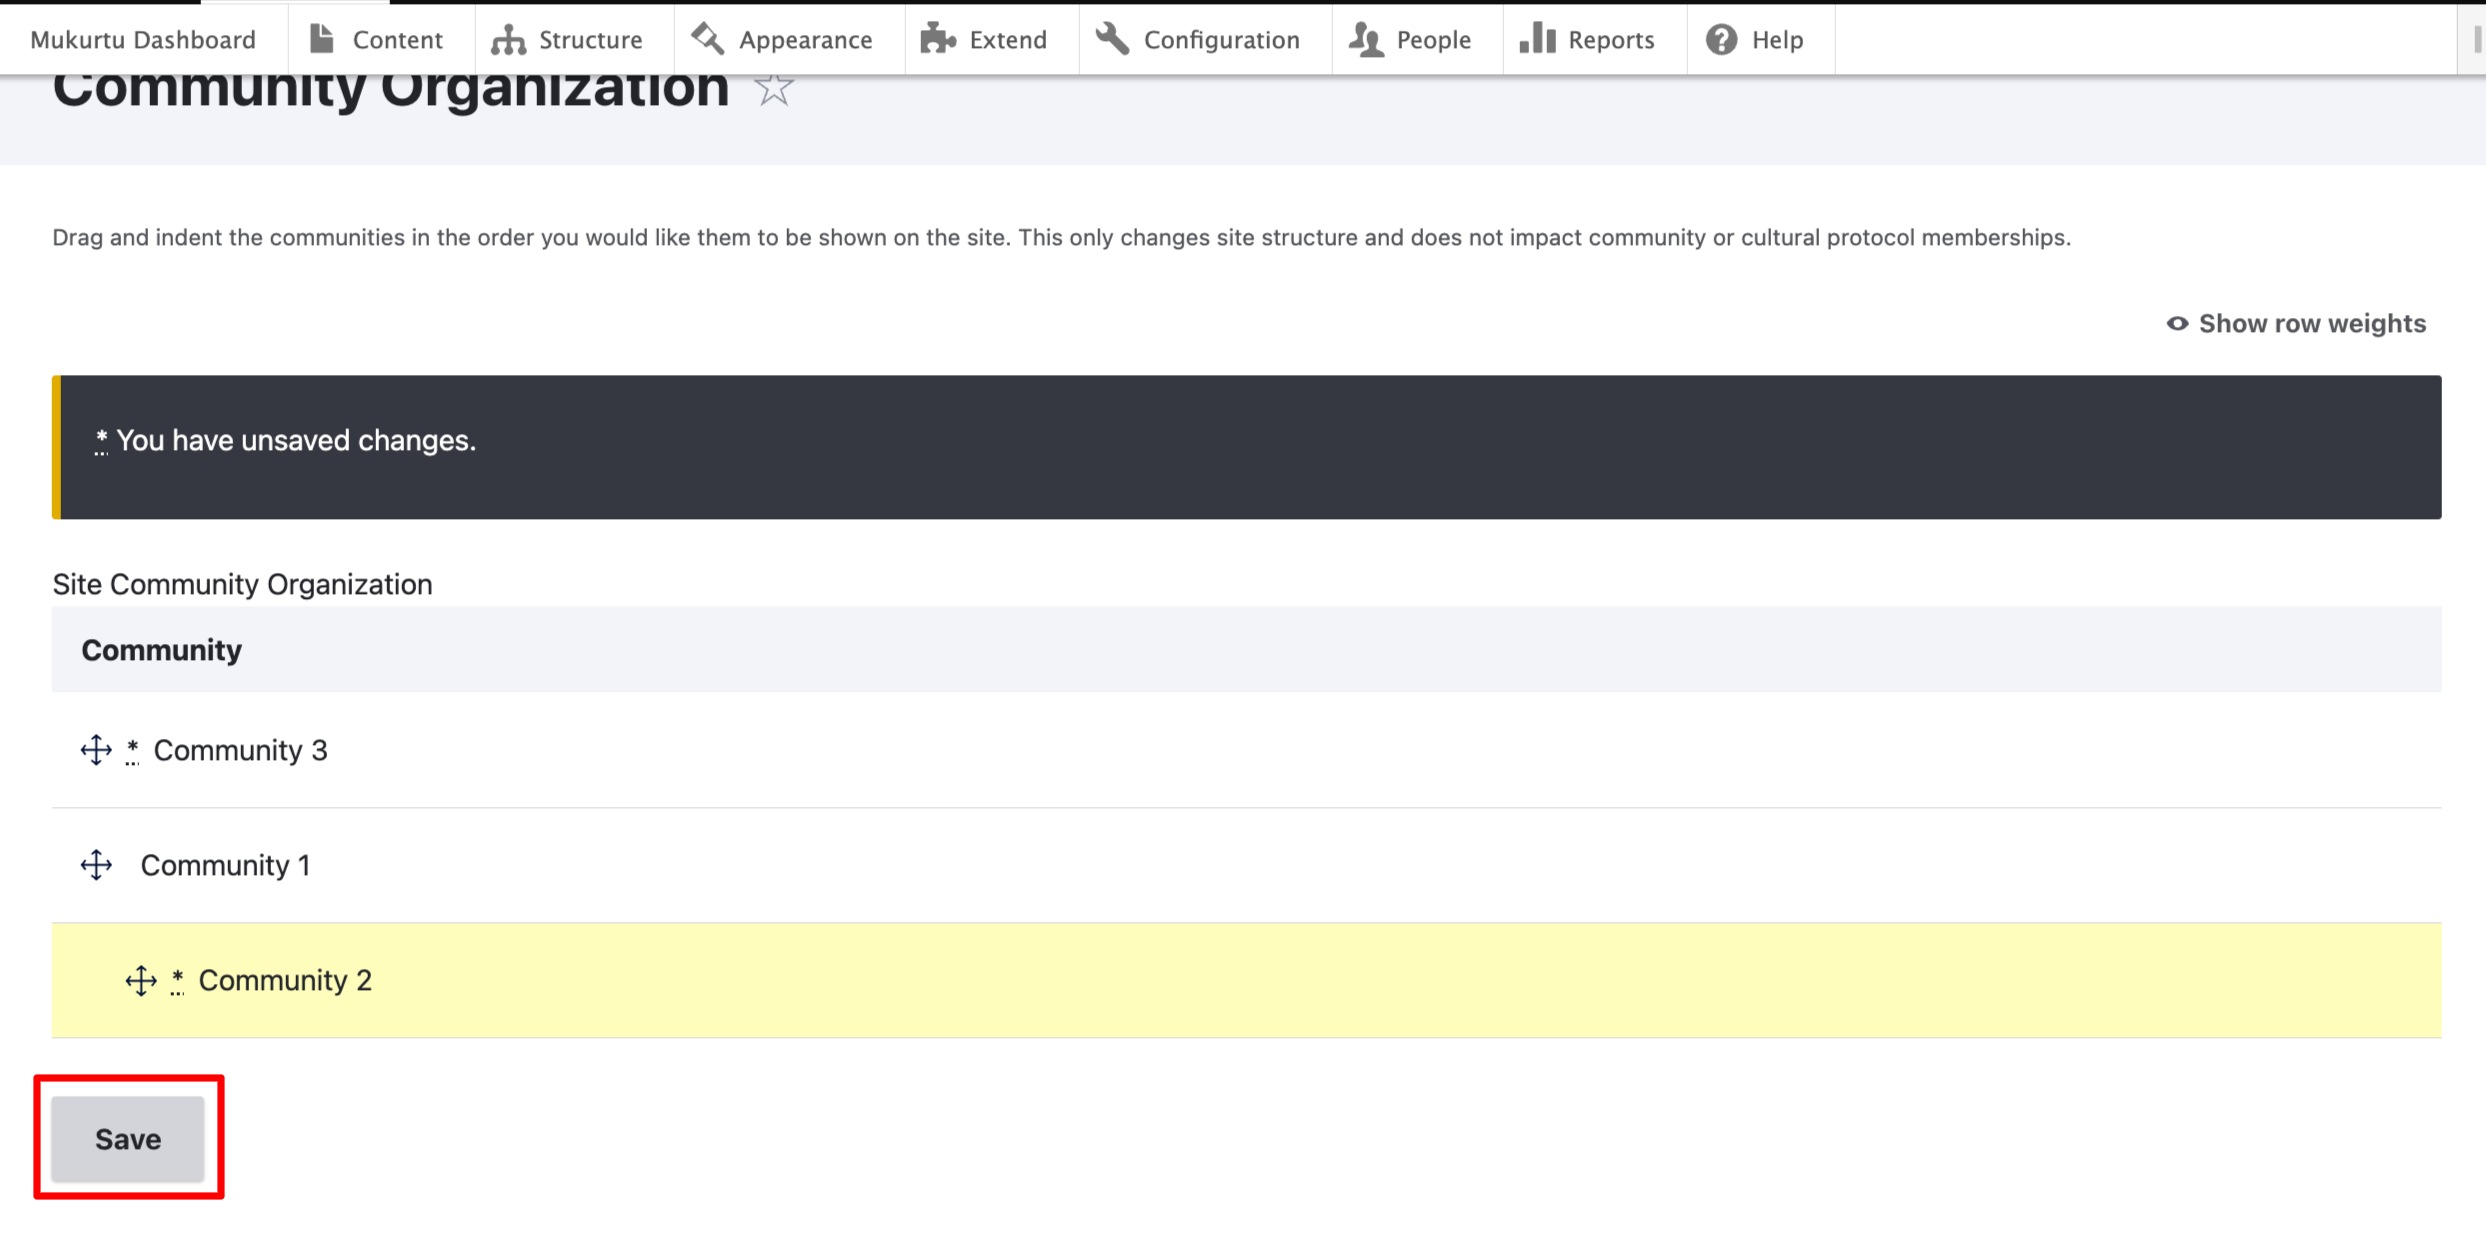 Mukurtu Dashboard Content Structure Appearance Extend Configuration People Reports Help
Community Organization
Drag and indent the communities in the order you would like them to be shown on the site. This only changes site structure and does not impact community or cultural protocol memberships.
Show row weights
* You have unsaved changes.
Site Community Organization
Community
* Community 3
Community 1
* Community 2
Save